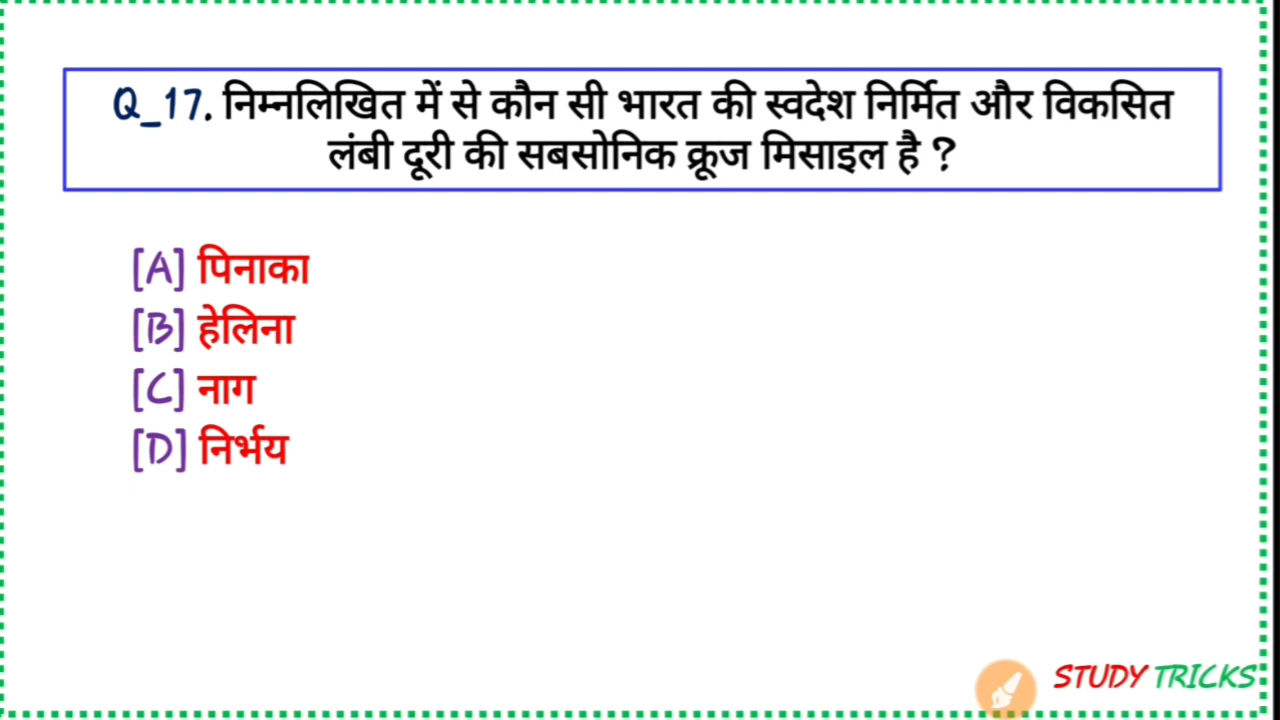 Q_17. निम्नलिखित में से कौन सी भारत की स्वदेश निर्मित और विकसित
लंबी दूरी की सबसोनिक क्रूज मिसाइल है ?
[A] पिनाका
[B] हेलिना
[C] नाग
[D] निर्भय
STUDY TRICKS